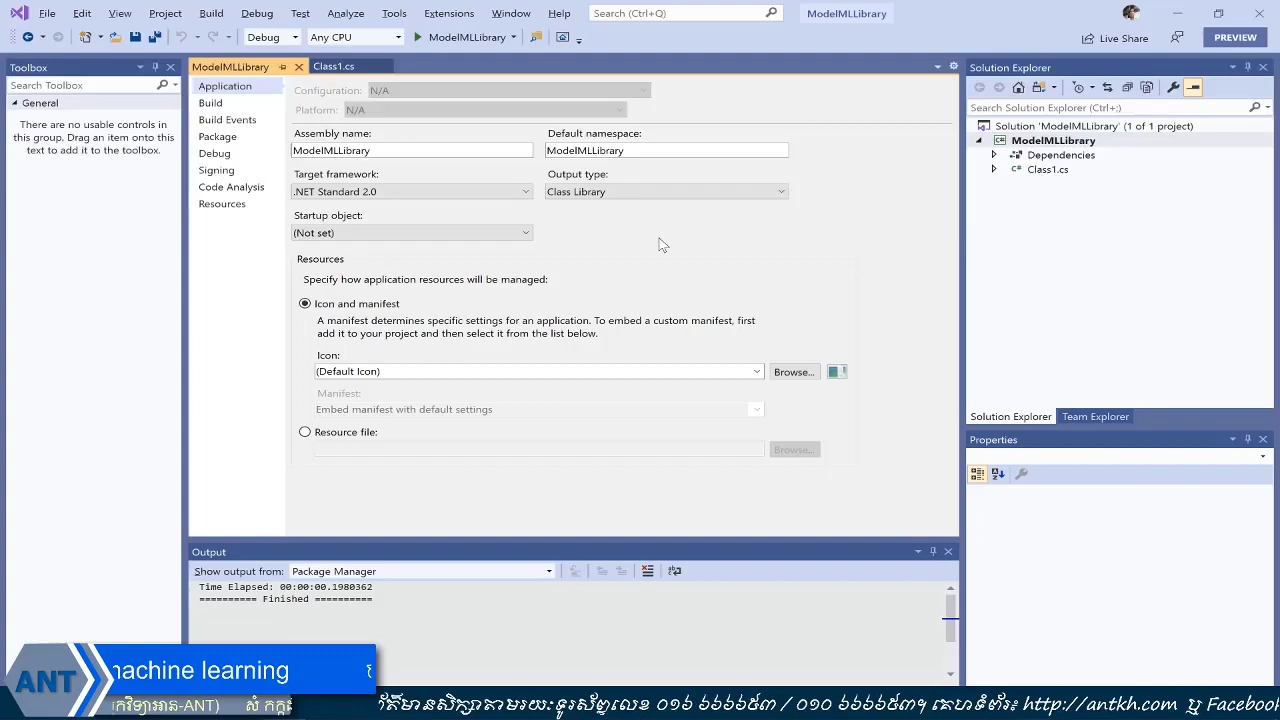 File Edit View Project Build Debug Test Analyze Tools Extensions Window Help Search (Ctrl+Q) ModelMLLibrary
Debug Any CPU ModelMLLibrary Live Share PREVIEW
Toolbox
Search Toolbox
General
There are no usable controls in
this group. Drag an item onto this
text to add it to the toolbox.
ModelMLLibrary Class1.cs
Application
Build
Build Events
Package
Debug
Signing
Code Analysis
Resources
Configuration: N/A
Platform: N/A
Assembly name: Default namespace:
ModelMLLibrary ModelMLLibrary
Target framework: Output type:
.NET Standard 2.0 Class Library
Startup object:
(Not set)
Resources
Specify how application resources will be managed:
Icon and manifest
A manifest determines specific settings for an application. To embed a custom manifest, first
add it to your project and then select it from the list below.
Icon:
(Default Icon) Browse...
Manifest:
Embed manifest with default settings
Resource file:
Browse...
Solution Explorer
Search Solution Explorer (Ctrl+;)
Solution 'ModelMLLibrary' (1 of 1 project)
ModelMLLibrary
Dependencies
Class1.cs
Solution Explorer Team Explorer
Properties
Output
Show output from: Package Manager
Time Elapsed: 00:00:00.1980362
========== Finished ==========
ANT machine learning
http://antkh.com ឬ Facebook